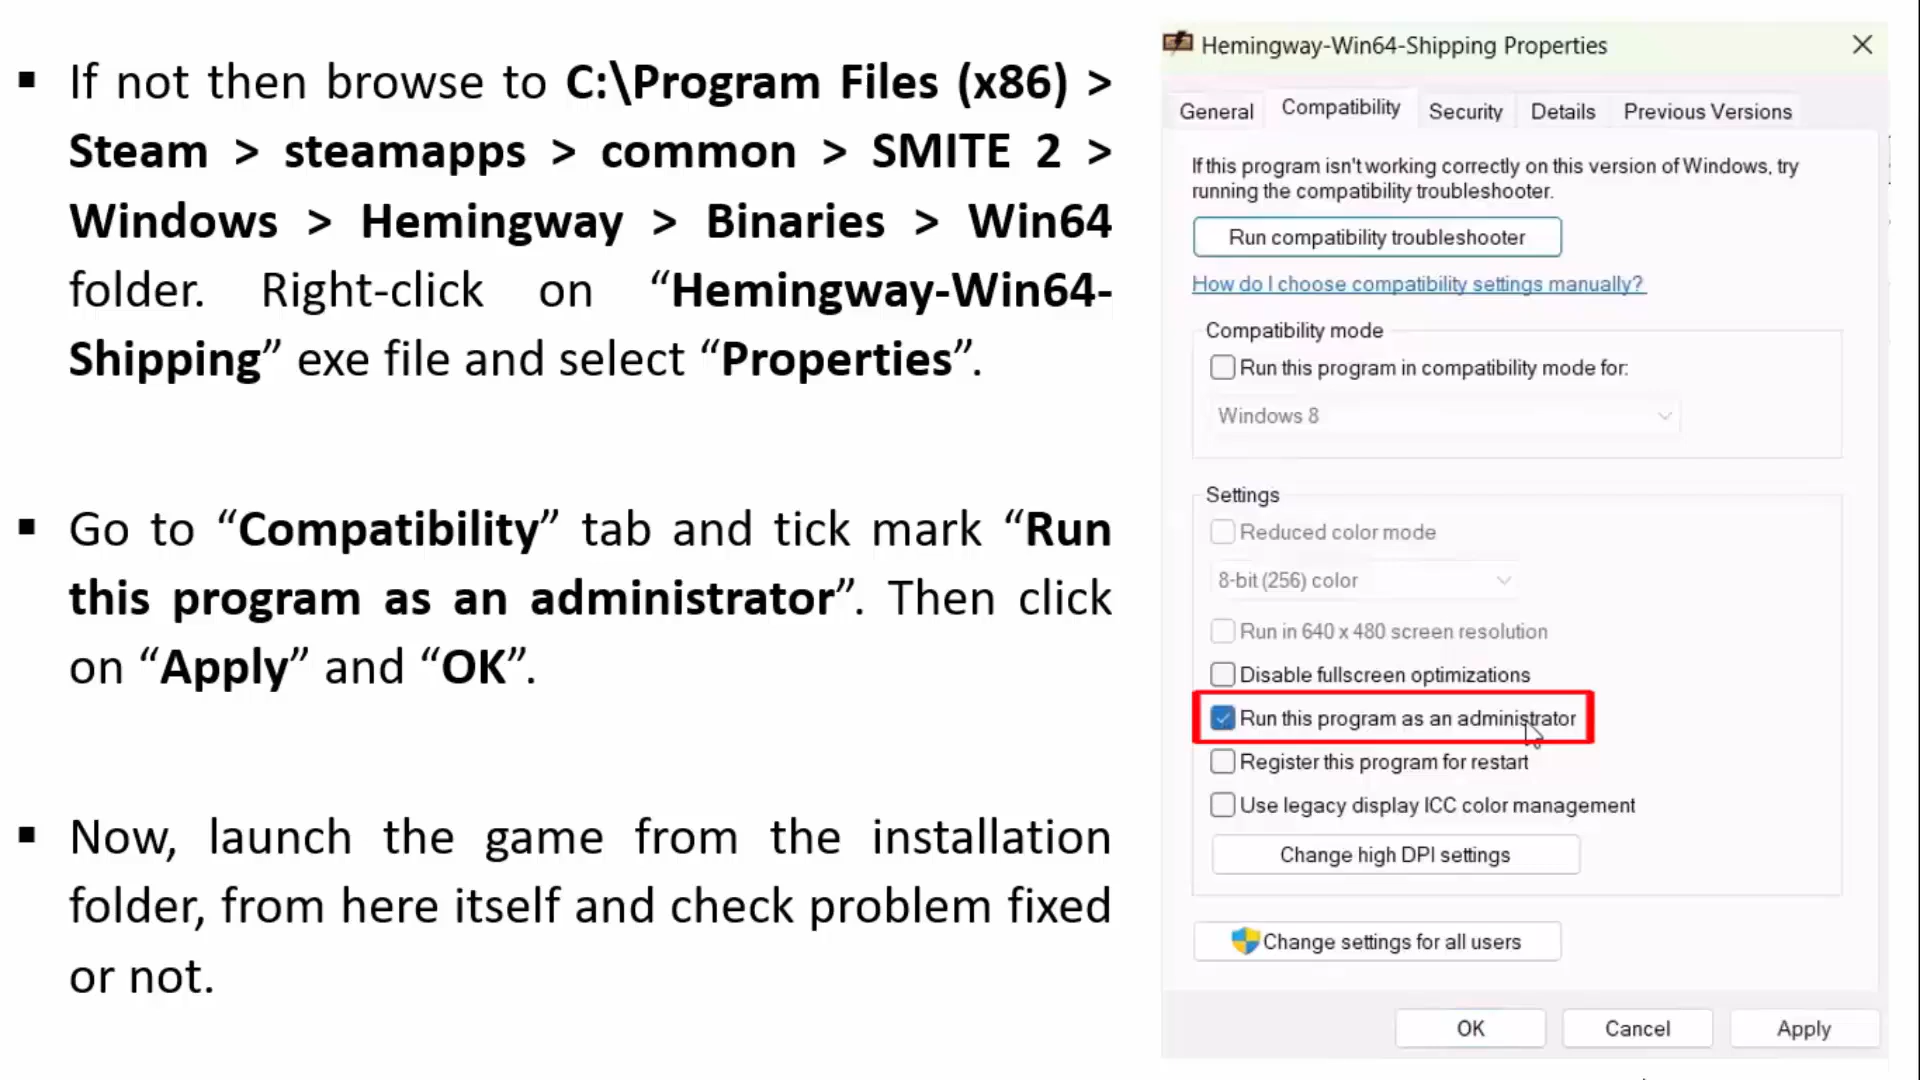 ▪ If not then browse to C:\Program Files (x86) >
Steam > steamapps > common > SMITE 2 >
Windows > Hemingway > Binaries > Win64
folder. Right-click on “Hemingway-Win64-
Shipping” exe file and select “Properties”.
▪ Go to “Compatibility” tab and tick mark “Run
this program as an administrator”. Then click
on “Apply” and “OK”.
▪ Now, launch the game from the installation
folder, from here itself and check problem fixed
or not.
Hemingway-Win64-Shipping Properties
General Compatibility Security Details Previous Versions
If this program isn't working correctly on this version of Windows, try
running the compatibility troubleshooter.
Run compatibility troubleshooter
How do I choose compatibility settings manually?
Compatibility mode
Run this program in compatibility mode for:
Windows 8
Settings
Reduced color mode
8-bit (256) color
Run in 640 x 480 screen resolution
Disable fullscreen optimizations
Run this program as an administrator
Register this program for restart
Use legacy display ICC color management
Change high DPI settings
Change settings for all users
OK Cancel Apply